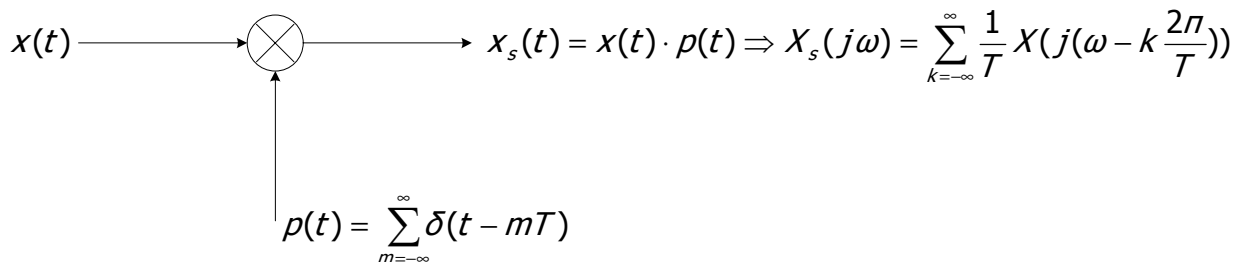 x(t)
x_s(t) = x(t) · p(t) ⇒ X_s(jω) = ∑_{k=-∞}^{∞} 1/T X(j(ω − k 2π/T))
p(t) = ∑_{m=-∞}^{∞} δ(t − mT)